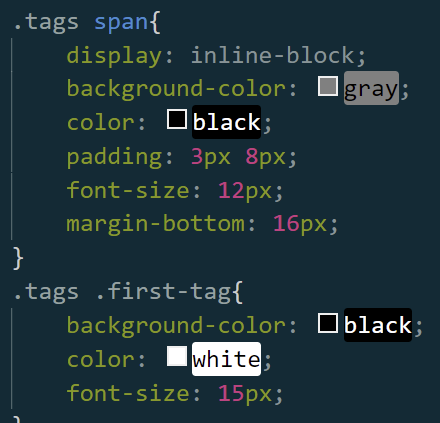 .tags span{
    display: inline-block;
    background-color: gray;
    color: black;
    padding: 3px 8px;
    font-size: 12px;
    margin-bottom: 16px;
}
.tags .first-tag{
    background-color: black;
    color: white;
    font-size: 15px;
}